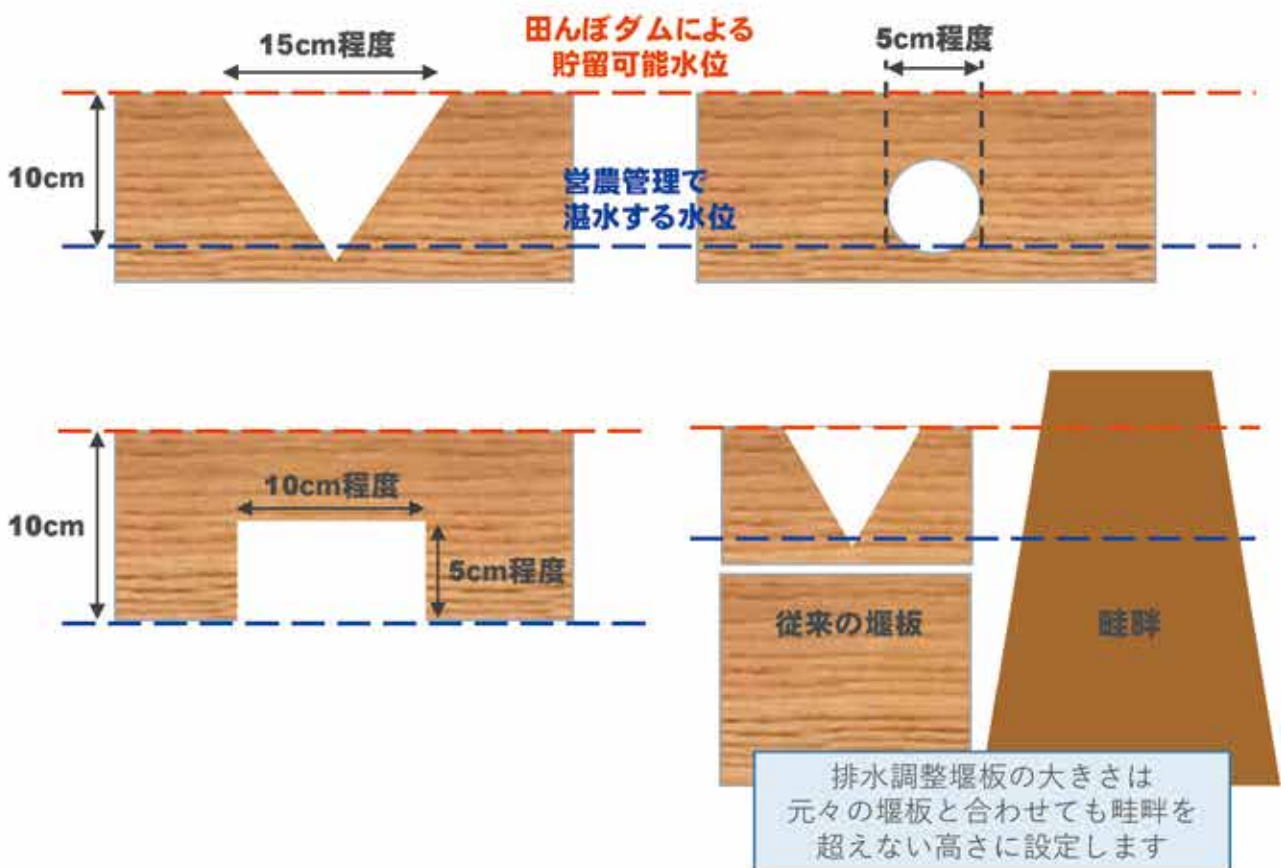 15cm程度
田んぼダムによる
貯留可能水位
5cm程度
10cm
営農管理で
湛水する水位
10cm
10cm程度
5cm程度
従来の堰板
畦畔
排水調整堰板の大きさは
元々の堰板と合わせても畦畔を
超えない高さに設定します